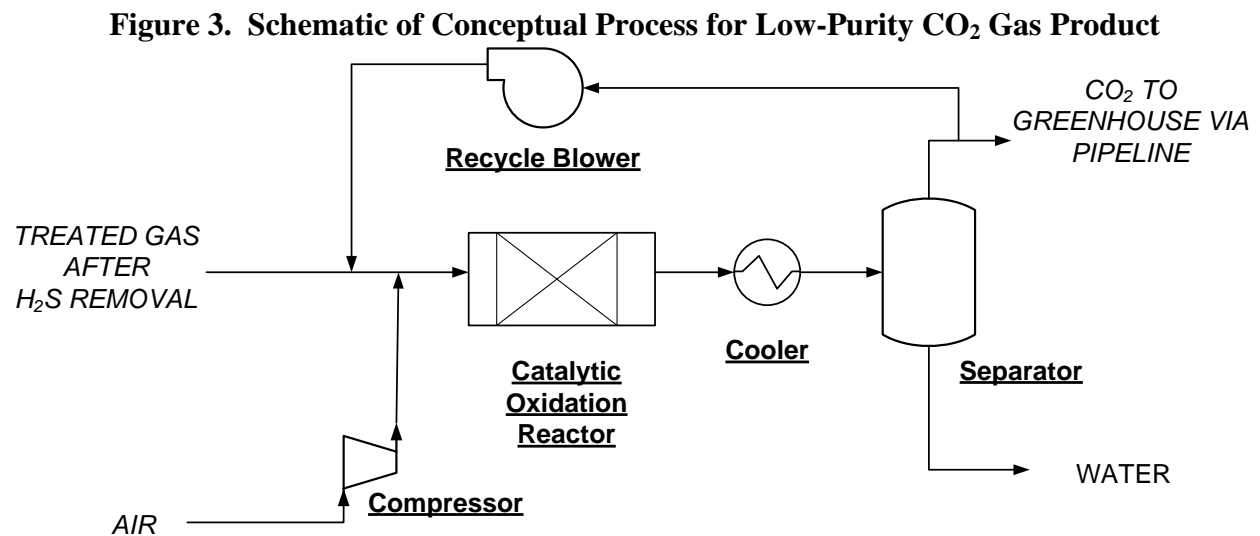 Figure 3. Schematic of Conceptual Process for Low-Purity CO₂ Gas Product
CO₂ TO
GREENHOUSE VIA
PIPELINE
Recycle Blower
TREATED GAS
AFTER
H₂S REMOVAL
Cooler
Separator
Catalytic
Oxidation
Reactor
WATER
Compressor
AIR